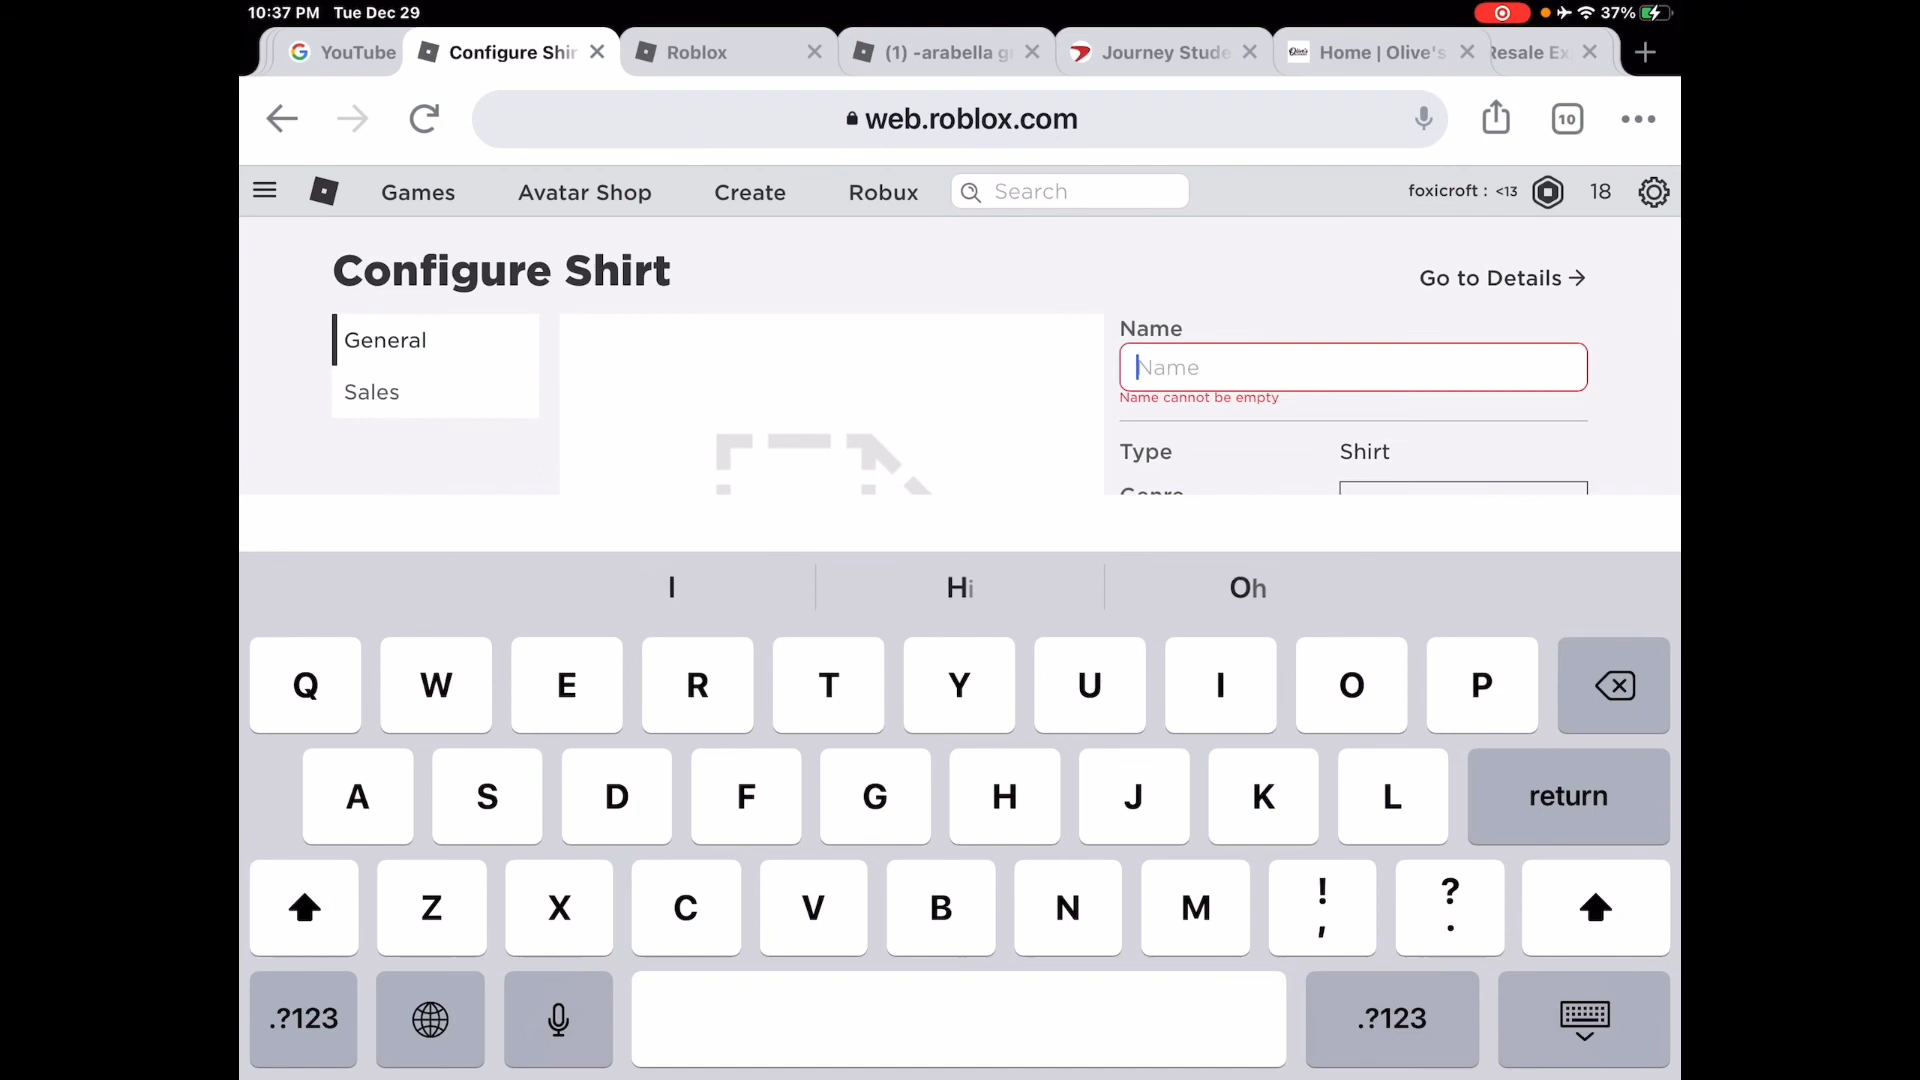 10:37 PM Tue Dec 29 37%
YouTube Configure Shir Roblox (1) -arabella g Journey Stude Home | Olive's Resale Ex
web.roblox.com 10
Games Avatar Shop Create Robux Search foxicroft : <13 18
Configure Shirt
Go to Details
General
Sales
Name
Name
Name cannot be empty
Type Shirt
Genre
I Hi Oh
Q W E R T Y U I O P
A S D F G H J K L return
Z X C V B N M ! , ? .
.?123 .?123